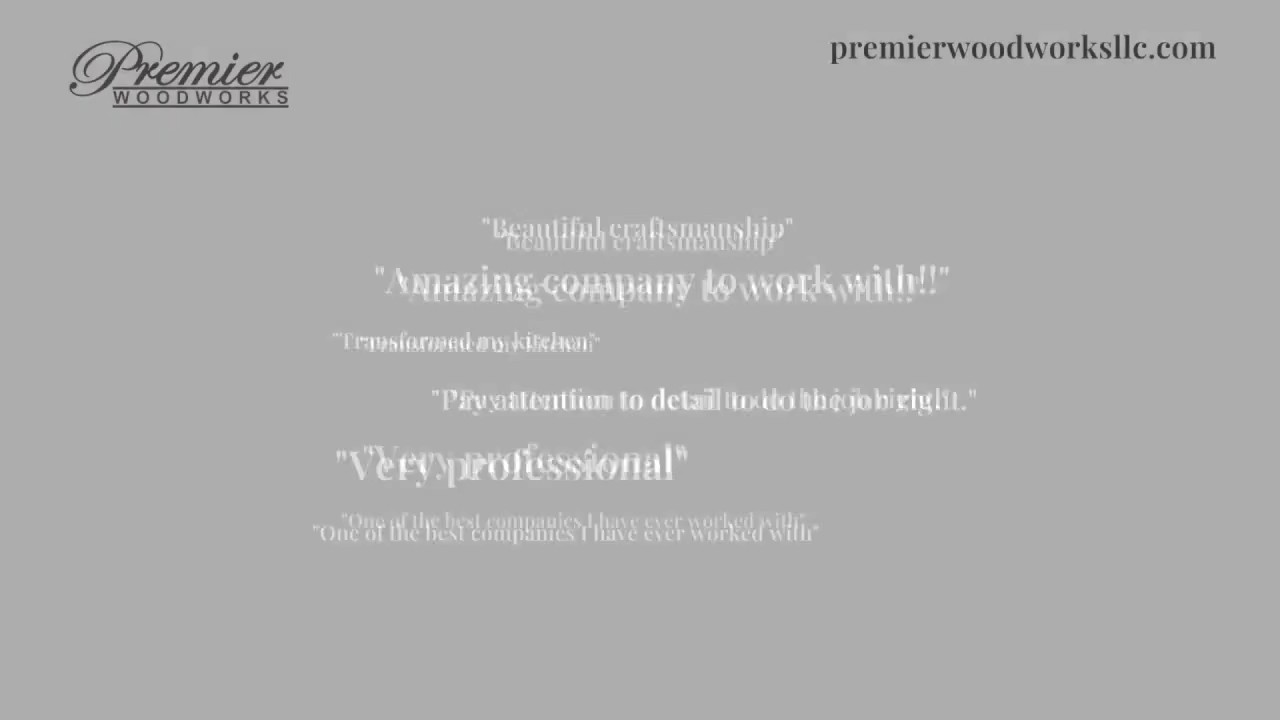 Premier
WOODWORKS
premierwoodworksllc.com
"Beautiful craftsmanship"
"Amazing company to work with!!"
"Transformed my kitchen"
"Pay attention to detail to do the job right."
"Very professional"
"One of the best companies I have ever worked with"